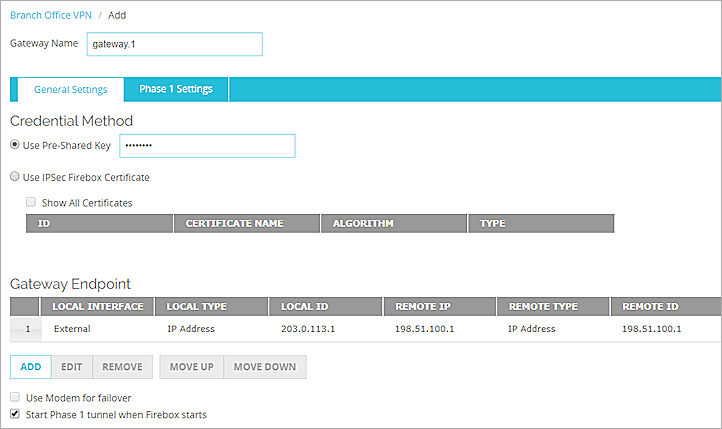 Branch Office VPN / Add
Gateway Name gateway.1
General Settings Phase 1 Settings
Credential Method
Use Pre-Shared Key ••••••••
Use IPSec Firebox Certificate
Show All Certificates
ID CERTIFICATE NAME ALGORITHM TYPE
Gateway Endpoint
LOCAL INTERFACE LOCAL TYPE LOCAL ID REMOTE IP REMOTE TYPE REMOTE ID
1 External IP Address 203.0.113.1 198.51.100.1 IP Address 198.51.100.1
ADD EDIT REMOVE MOVE UP MOVE DOWN
Use Modem for failover
Start Phase 1 tunnel when Firebox starts